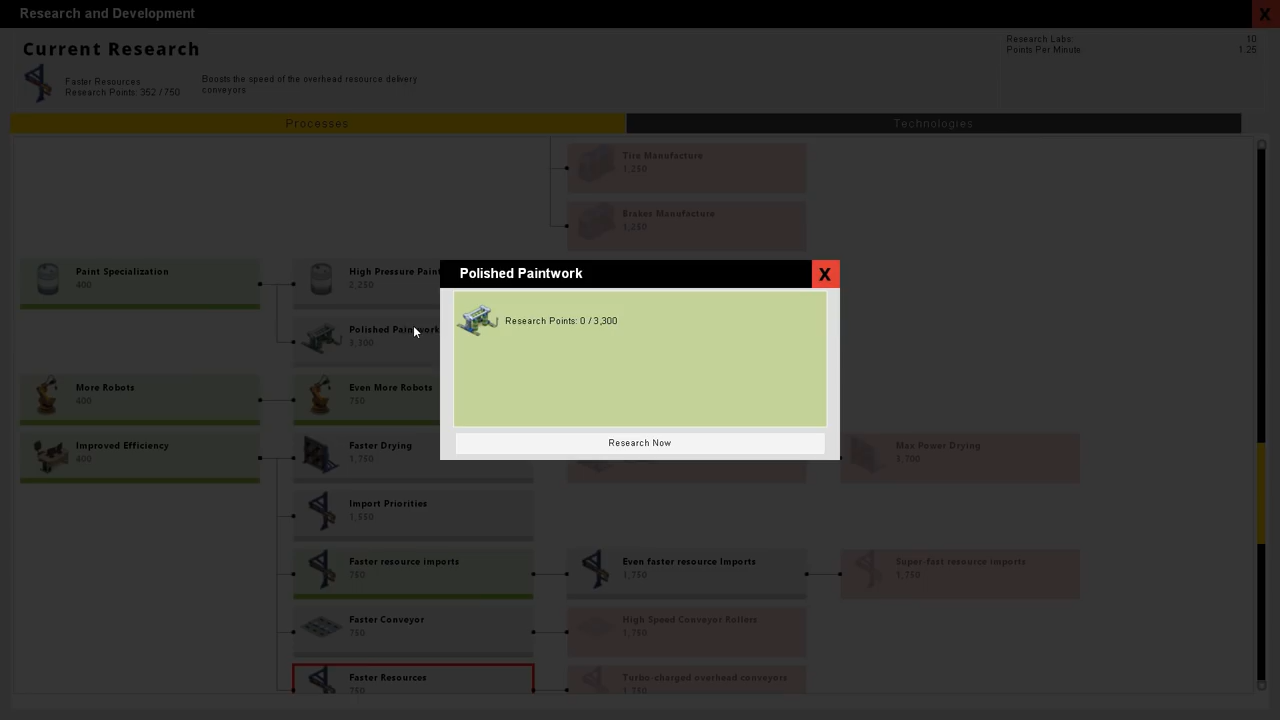 Research and Development
X
Current Research
Research Labs: 10
Points Per Minute 1.25
Faster Resources
Research Points: 352 / 750
Boosts the speed of the overhead resource delivery
conveyors
Processes
Technologies
Tire Manufacture
1,250
Brakes Manufacture
1,250
Paint Specialization
400
High Pressure Paint
2,250
Polished Paintwork
X
Research Points: 0 / 3,300
Research Now
Polished Paintwork
3,300
More Robots
400
Even More Robots
750
Improved Efficiency
400
Faster Drying
1,750
Max Power Drying
1,700
Import Priorities
1,550
Faster resource imports
750
Even faster resource Imports
1,750
Super-fast resource imports
1,750
Faster Conveyor
750
High Speed Conveyor Rollers
1,750
Faster Resources
750
Turbo-charged overhead conveyors
1,750